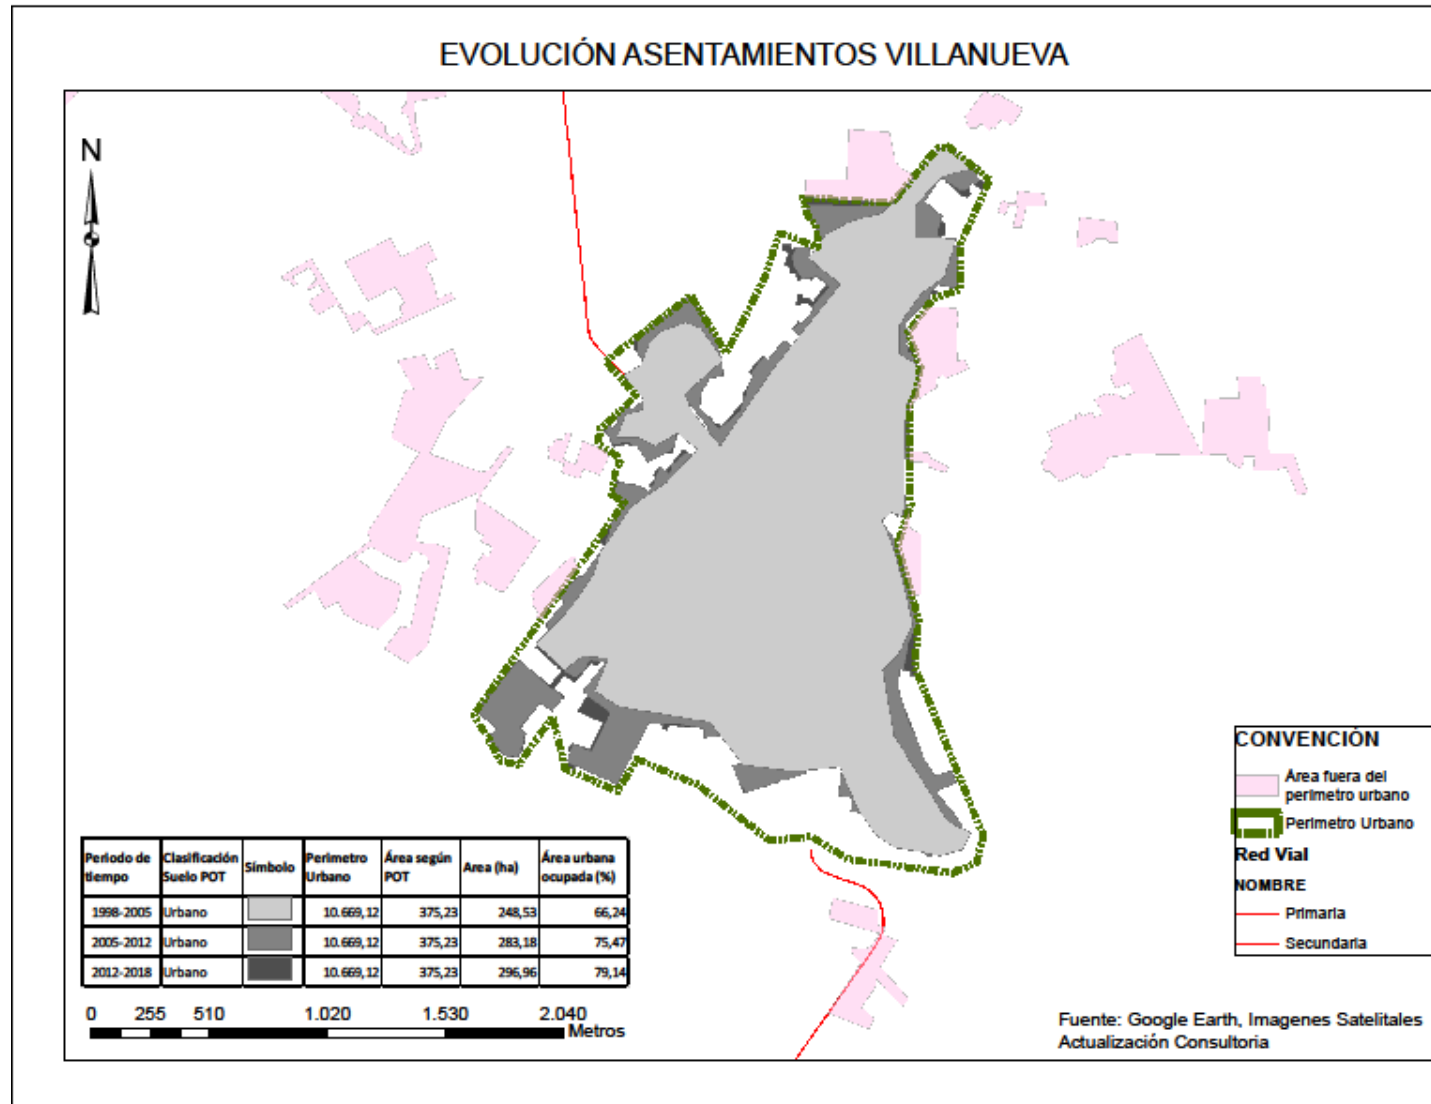 EVOLUCIÓN ASENTAMIENTOS VILLANUEVA
N
Periodo de tiempo Clasificación Suelo POT Símbolo Perimetro Urbano Área según POT Area (ha) Área urbana ocupada (%)
1998-2005 Urbano 10.669,12 375,23 248,53 66,24
2005-2012 Urbano 10.669,12 375,23 283,18 75,47
2012-2018 Urbano 10.669,12 375,23 296,96 79,14
0 255 510 1.020 1.530 2.040
Metros
CONVENCIÓN
Área fuera del
perimetro urbano
Perimetro Urbano
Red Vial
NOMBRE
Primaria
Secundaria
Fuente: Google Earth, Imagenes Satelitales
Actualización Consultoria